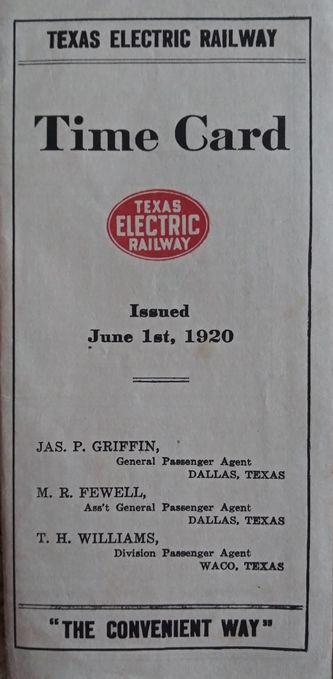 TEXAS ELECTRIC RAILWAY
Time Card
TEXAS
ELECTRIC
RAILWAY
Issued
June 1st, 1920
JAS. P. GRIFFIN,
General Passenger Agent
DALLAS, TEXAS
M. R. FEWELL,
Ass't General Passenger Agent
DALLAS, TEXAS
T. H. WILLIAMS,
Division Passenger Agent
WACO, TEXAS
"THE CONVENIENT WAY"